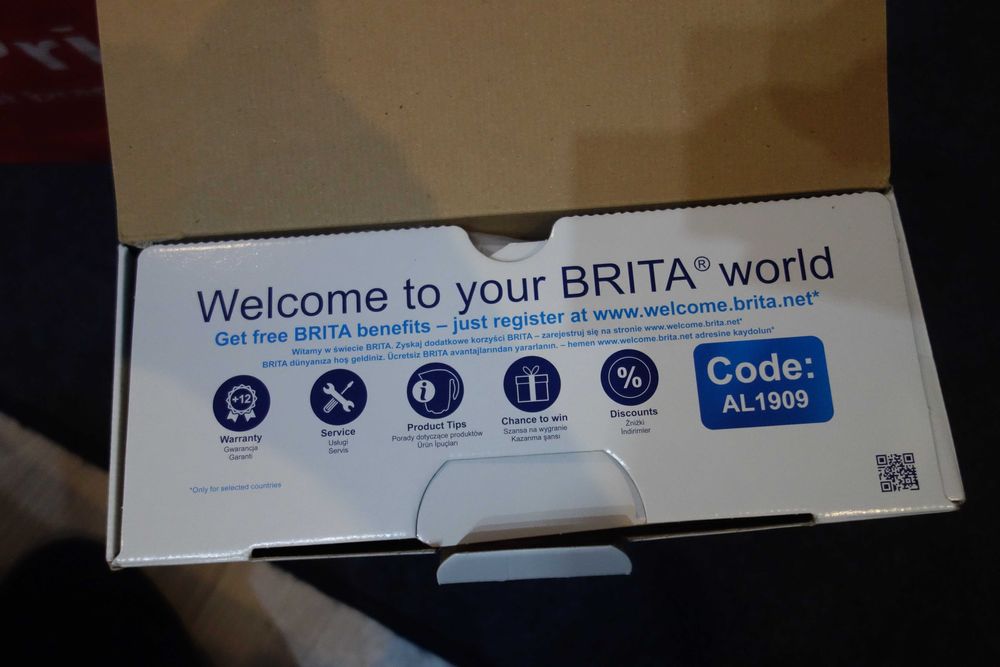 Welcome to your BRITA® world
Get free BRITA benefits – just register at www.welcome.brita.net*
Witamy w świecie BRITA. Zyskaj dodatkowe korzyści BRITA – zarejestruj się na stronie www.welcome.brita.net*
BRITA dünyanıza hoş geldiniz. Ücretsiz BRITA avantajlarından yararlanın. – hemen www.welcome.brita.net adresine kaydolun*
+12
i
%
Warranty
Gwarancja
Garanti
Service
Usługi
Servis
Product Tips
Porady dotyczące produktów
Ürün İpuçları
Chance to win
Szansa na wygranie
Kazanma şansı
Discounts
Zniżki
İndirimler
Code:
AL1909
*Only for selected countries